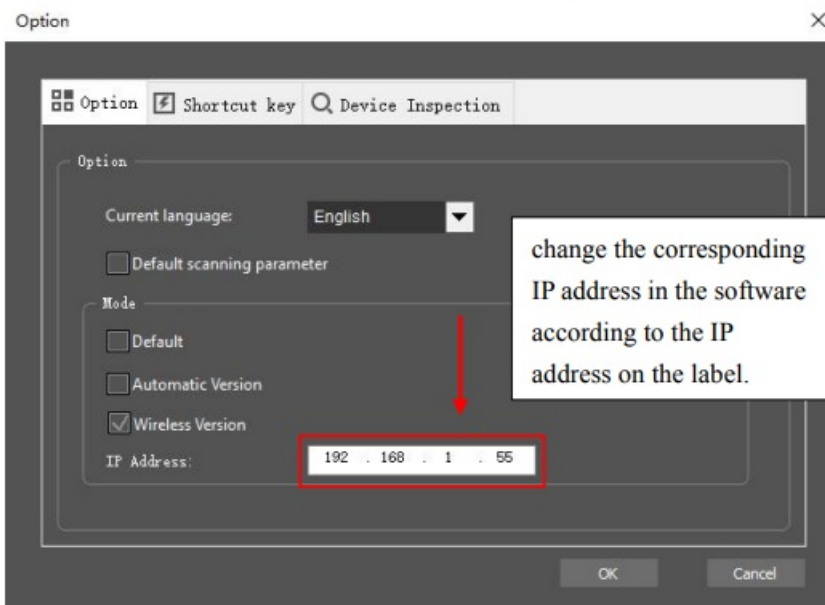 Option
Option Shortcut key Device Inspection
Option
Current language: English
Default scanning parameter
Mode
Default
Automatic Version
Wireless Version
IP Address: 192 . 168 . 1 . 55
change the corresponding
IP address in the software
according to the IP
address on the label.
OK Cancel